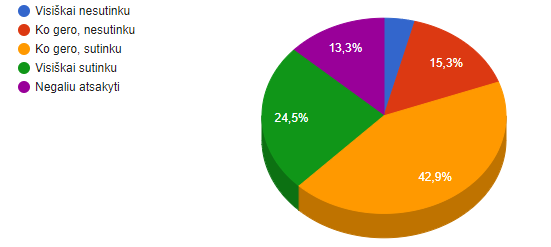 Visiškai nesutinku
Ko gero, nesutinku
Ko gero, sutinku
Visiškai sutinku
Negaliu atsakyti
13,3%
15,3%
24,5%
42,9%